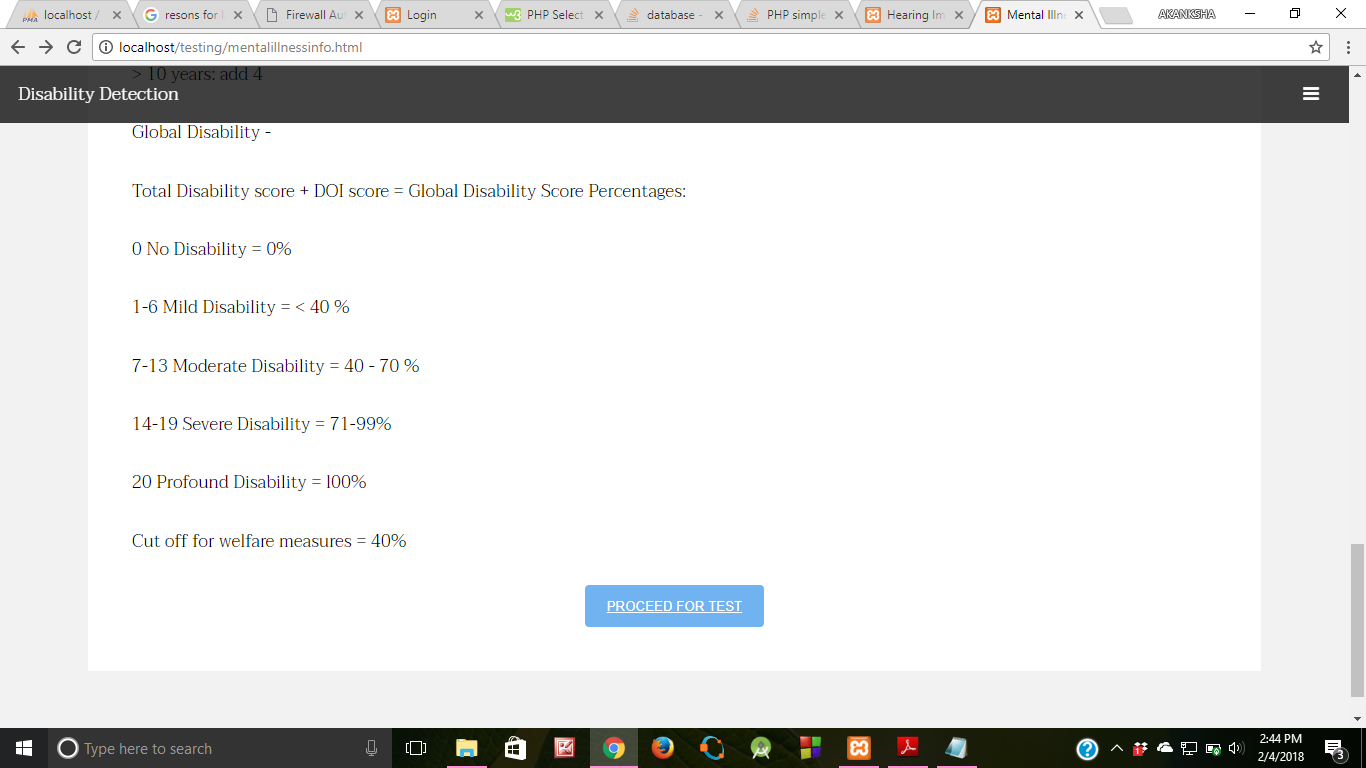 localhost /
resons for
Firewall Au
Login
PHP Select
database -
PHP simple
Hearing Im
Mental Illn
AKANKSHA
localhost/testing/mentalillnessinfo.html
> 10 years: add 4
Disability Detection
Global Disability -
Total Disability score + DOI score = Global Disability Score Percentages:
0 No Disability = 0%
1-6 Mild Disability = < 40 %
7-13 Moderate Disability = 40 - 70 %
14-19 Severe Disability = 71-99%
20 Profound Disability = l00%
Cut off for welfare measures = 40%
PROCEED FOR TEST
Type here to search
2:44 PM
2/4/2018
3